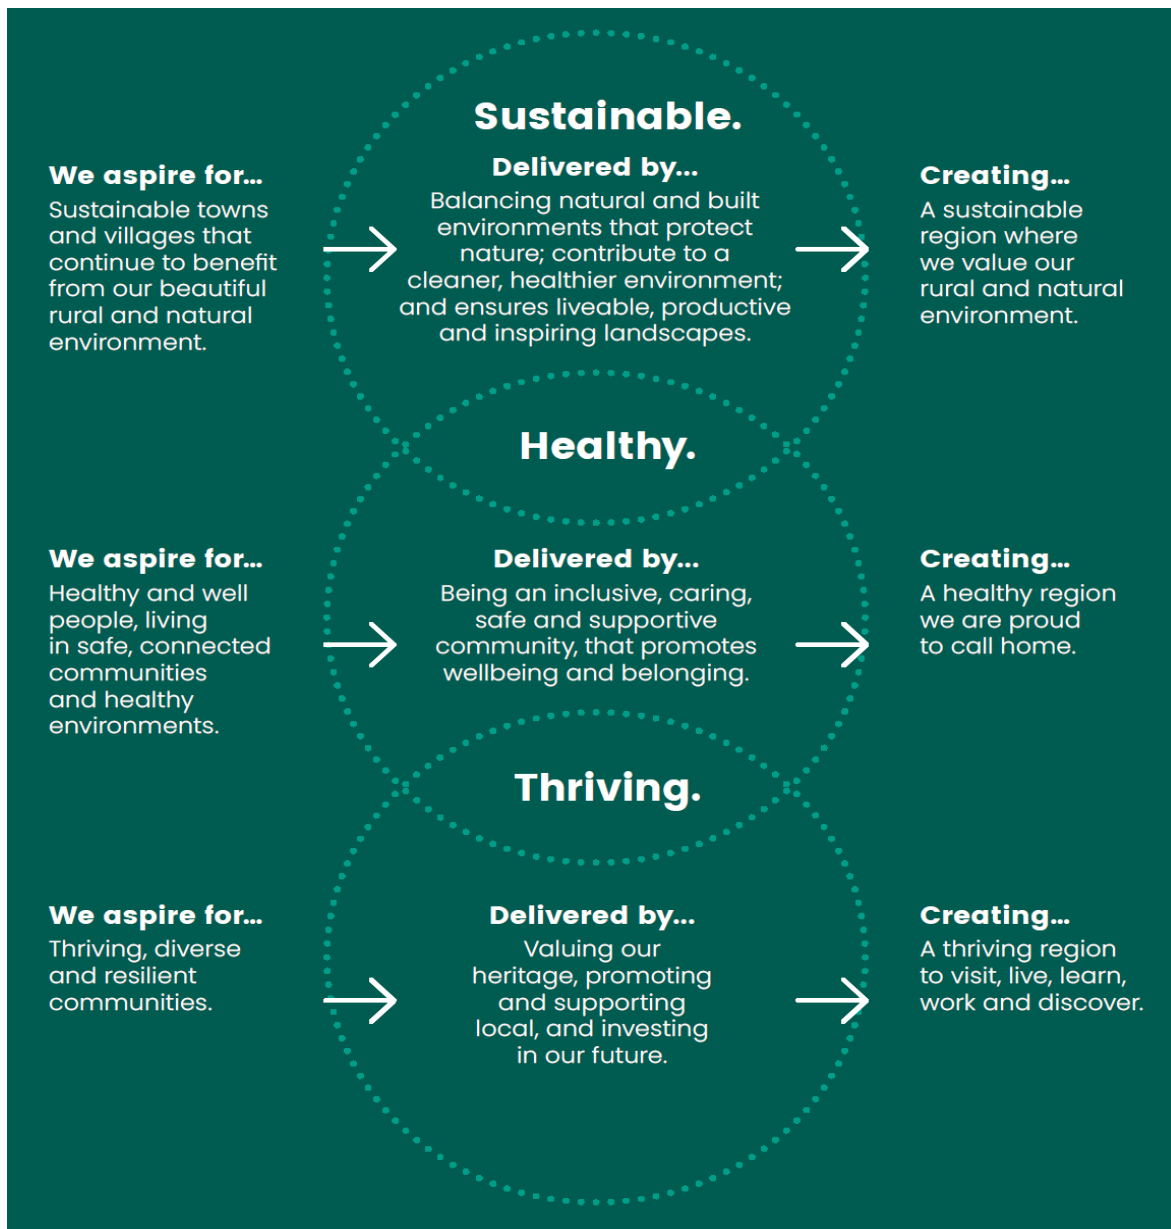 Sustainable.
We aspire for...
Sustainable towns
and villages that
continue to benefit
from our beautiful
rural and natural
environment.
Delivered by...
Balancing natural and built
environments that protect
nature; contribute to a
cleaner, healthier environment;
and ensures liveable, productive
and inspiring landscapes.
Creating...
A sustainable
region where
we value our
rural and natural
environment.
Healthy.
We aspire for...
Healthy and well
people, living
in safe, connected
communities
and healthy
environments.
Delivered by...
Being an inclusive, caring,
safe and supportive
community, that promotes
wellbeing and belonging.
Creating...
A healthy region
we are proud
to call home.
Thriving.
We aspire for...
Thriving, diverse
and resilient
communities.
Delivered by...
Valuing our
heritage, promoting
and supporting
local, and investing
in our future.
Creating...
A thriving region
to visit, live, learn,
work and discover.